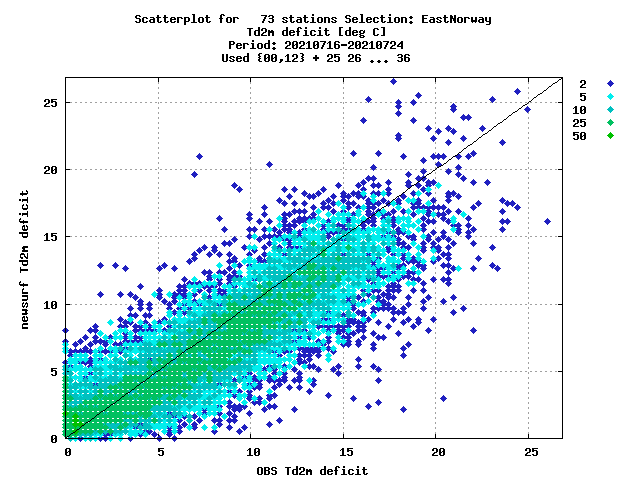 Scatterplot for   73 stations Selection: EastNorway
Td2m deficit [deg C]
Period: 20210716-20210724
Used {00,12} + 25 26 ... 36
2
5
10
25
50
25
20
15
10
5
0
newsurf Td2m deficit
0 5 10 15 20 25
OBS Td2m deficit